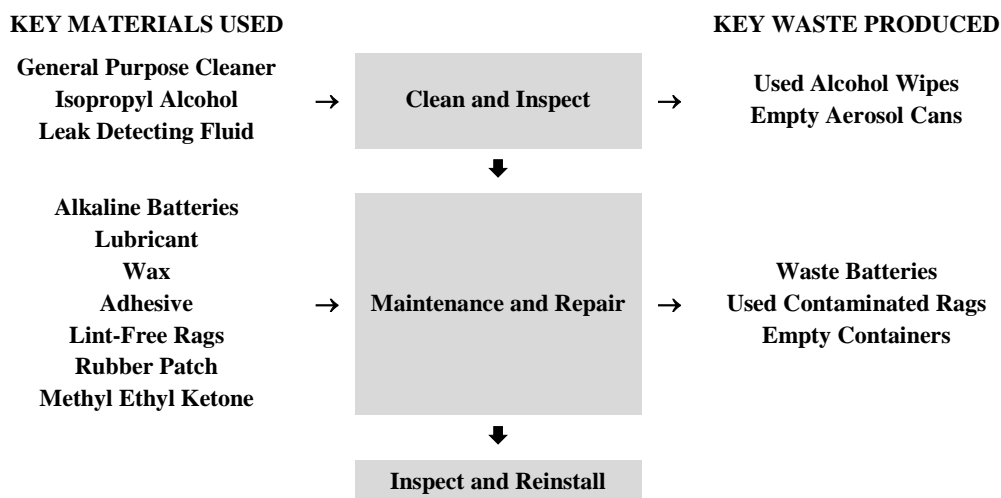 KEY MATERIALS USED
KEY WASTE PRODUCED
General Purpose Cleaner
Isopropyl Alcohol
Leak Detecting Fluid
→
Clean and Inspect
→
Used Alcohol Wipes
Empty Aerosol Cans
Alkaline Batteries
Lubricant
Wax
Adhesive
Lint-Free Rags
Rubber Patch
Methyl Ethyl Ketone
→
Maintenance and Repair
→
Waste Batteries
Used Contaminated Rags
Empty Containers
Inspect and Reinstall